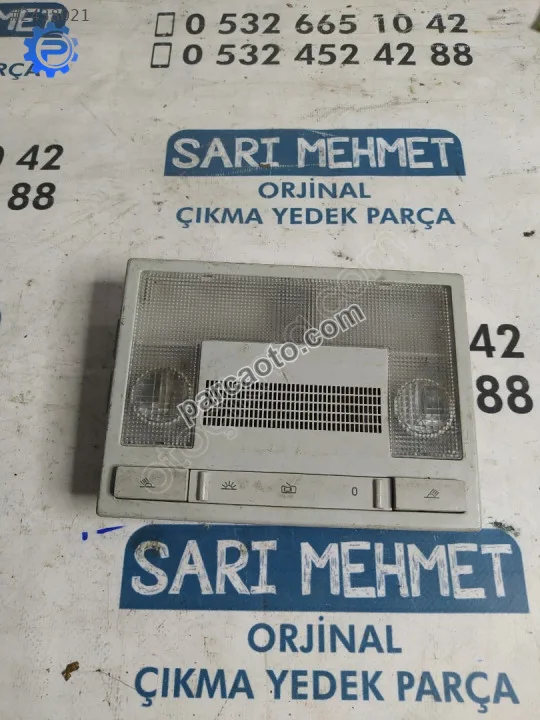 0 532 665 10 42
0 532 452 42 88
PARÇA
42
88
SARI MEHMET
ORJİNAL
ÇIKMA YEDEK PARÇA
parcaoto.com
0
42
88
SARI MEHMET
ORJİNAL
ÇIKMA YEDEK PARÇA